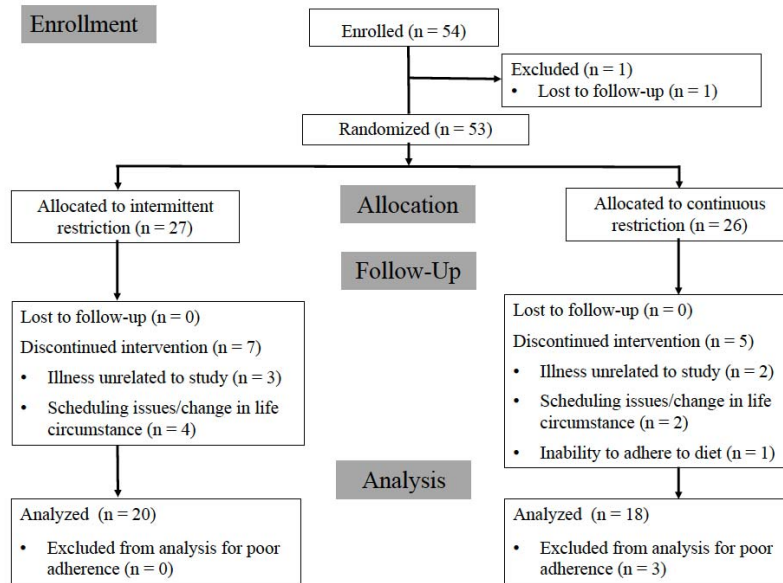 Enrollment
Enrolled (n = 54)
Excluded (n = 1)
• Lost to follow-up (n = 1)
Randomized (n = 53)
Allocated to intermittent
restriction (n = 27)
Allocation
Allocated to continuous
restriction (n = 26)
Follow-Up
Lost to follow-up (n = 0)
Discontinued intervention (n = 7)
• Illness unrelated to study (n = 3)
• Scheduling issues/change in life
circumstance (n = 4)
Lost to follow-up (n = 0)
Discontinued intervention (n = 5)
• Illness unrelated to study (n = 2)
• Scheduling issues/change in life
circumstance (n = 2)
• Inability to adhere to diet (n = 1)
Analysis
Analyzed (n = 20)
• Excluded from analysis for poor
adherence (n = 0)
Analyzed (n = 18)
• Excluded from analysis for poor
adherence (n = 3)